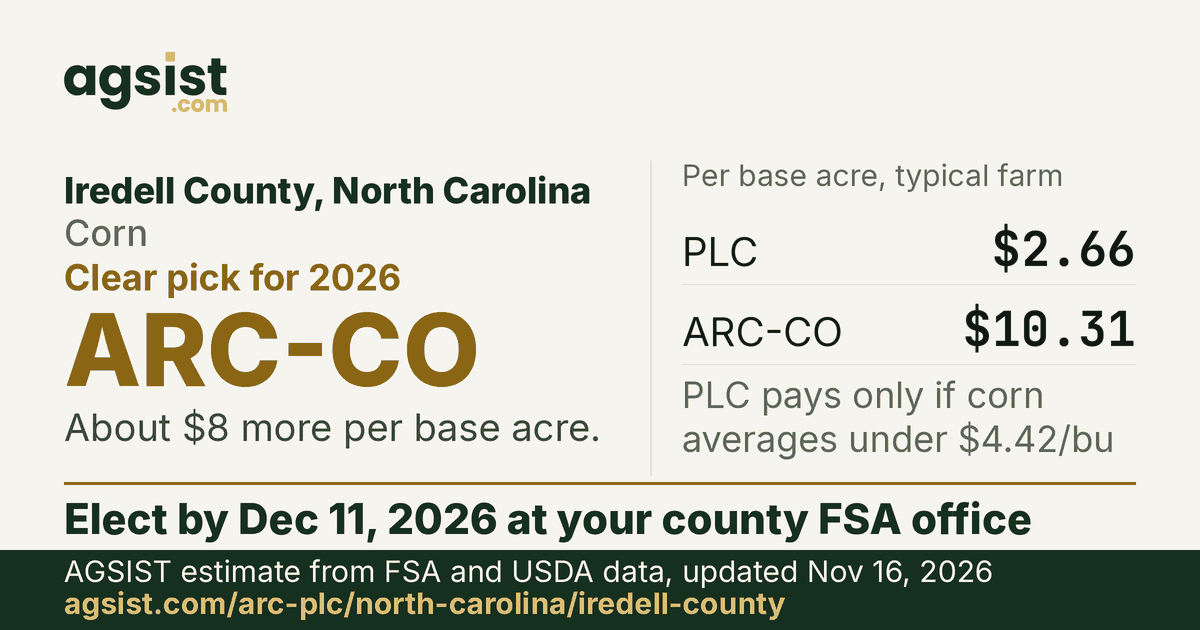 agsist
.com
Iredell County, North Carolina
Corn
Clear pick for 2026
ARC-CO
About $8 more per base acre.
Per base acre, typical farm
PLC $2.66
ARC-CO $10.31
PLC pays only if corn
averages under $4.42/bu
Elect by Dec 11, 2026 at your county FSA office
AGSIST estimate from FSA and USDA data, updated Nov 16, 2026
agsist.com/arc-plc/north-carolina/iredell-county